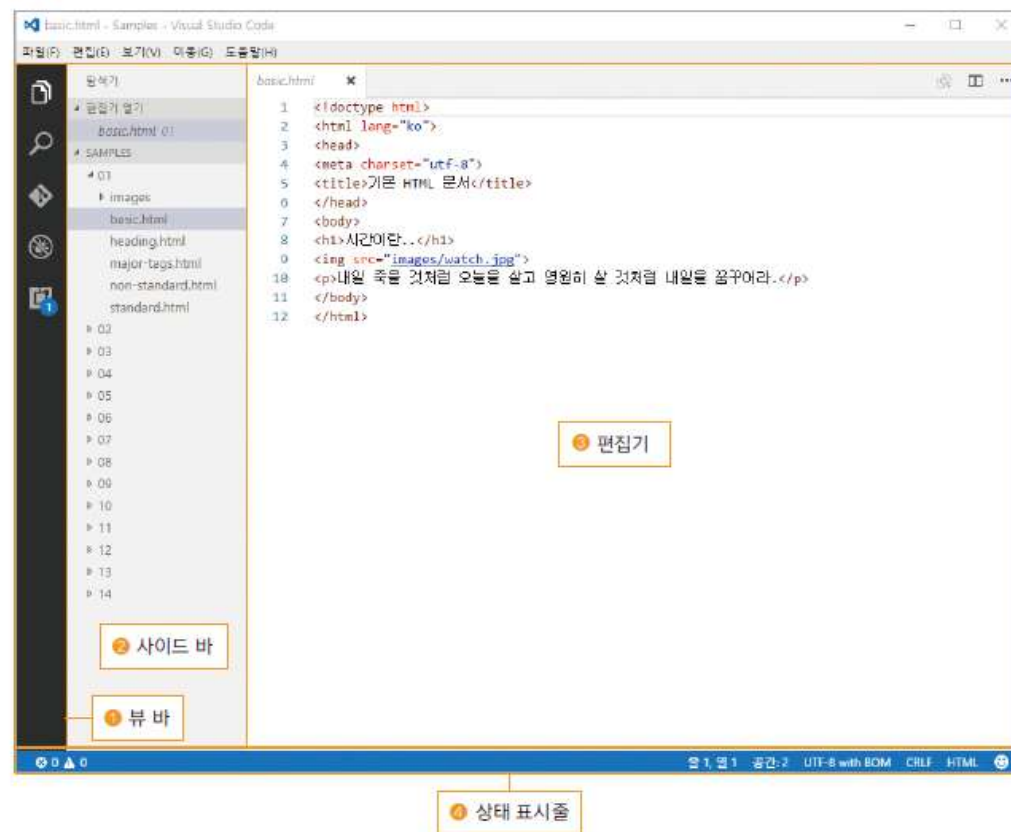 basic.html - Samples - Visual Studio Code
파일(F) 편집(E) 보기(V) 이동(G) 도움말(H)
탐색기
편집기 열기
basic.html 01
SAMPLES
01
images
basic.html
heading.html
major-tags.html
non-standard.html
standard.html
02
03
04
05
06
07
08
09
10
11
12
13
14
❷ 사이드 바
❶ 뷰 바
basic.html
1 <!doctype html>
2 <html lang="ko">
3 <head>
4 <meta charset="utf-8">
5 <title>기본 HTML 문서</title>
6 </head>
7 <body>
8 <h1>시간이란..</h1>
9 <img src="images/watch.jpg">
10 <p>내일 죽을 것처럼 오늘을 살고 영원히 살 것처럼 내일을 꿈꾸어라.</p>
11 </body>
12 </html>
❸ 편집기
0 0
줄 1, 열 1 공간: 2 UTF-8 with BOM CRLF HTML
❹ 상태 표시줄